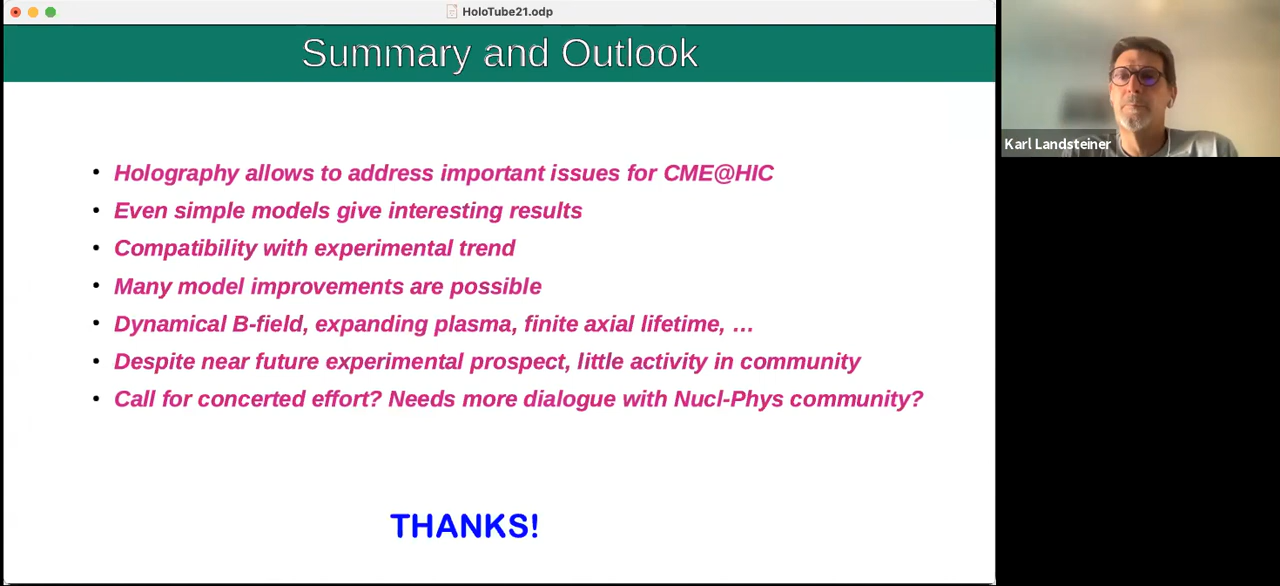 HoloTube21.odp
Summary and Outlook
Karl Landsteiner
• Holography allows to address important issues for CME@HIC
• Even simple models give interesting results
• Compatibility with experimental trend
• Many model improvements are possible
• Dynamical B-field, expanding plasma, finite axial lifetime, …
• Despite near future experimental prospect, little activity in community
• Call for concerted effort? Needs more dialogue with Nucl-Phys community?
THANKS!